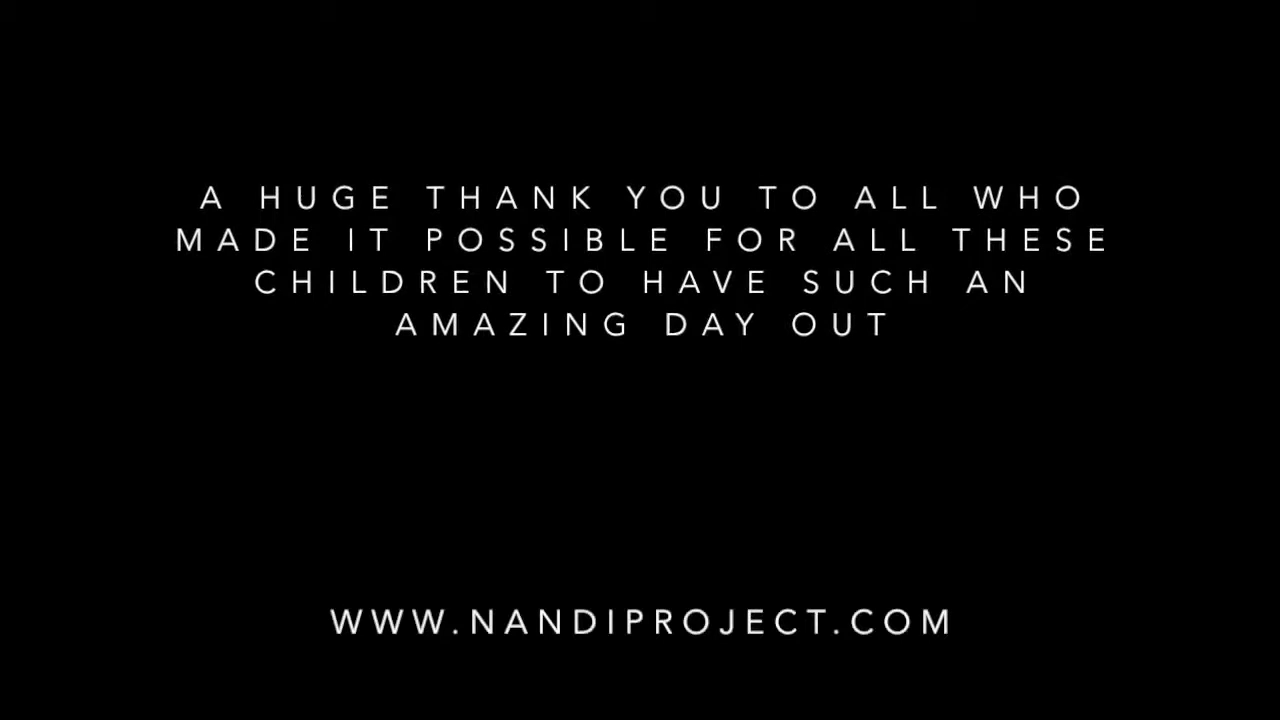 A HUGE THANK YOU TO ALL WHO
MADE IT POSSIBLE FOR ALL THESE
CHILDREN TO HAVE SUCH AN
AMAZING DAY OUT
WWW.NANDIPROJECT.COM